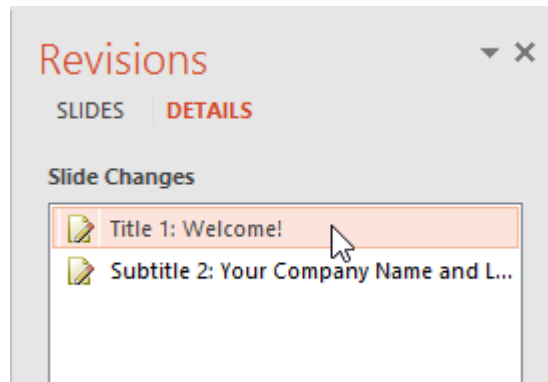 Revisions
SLIDES DETAILS
Slide Changes
Title 1: Welcome!
Subtitle 2: Your Company Name and L...